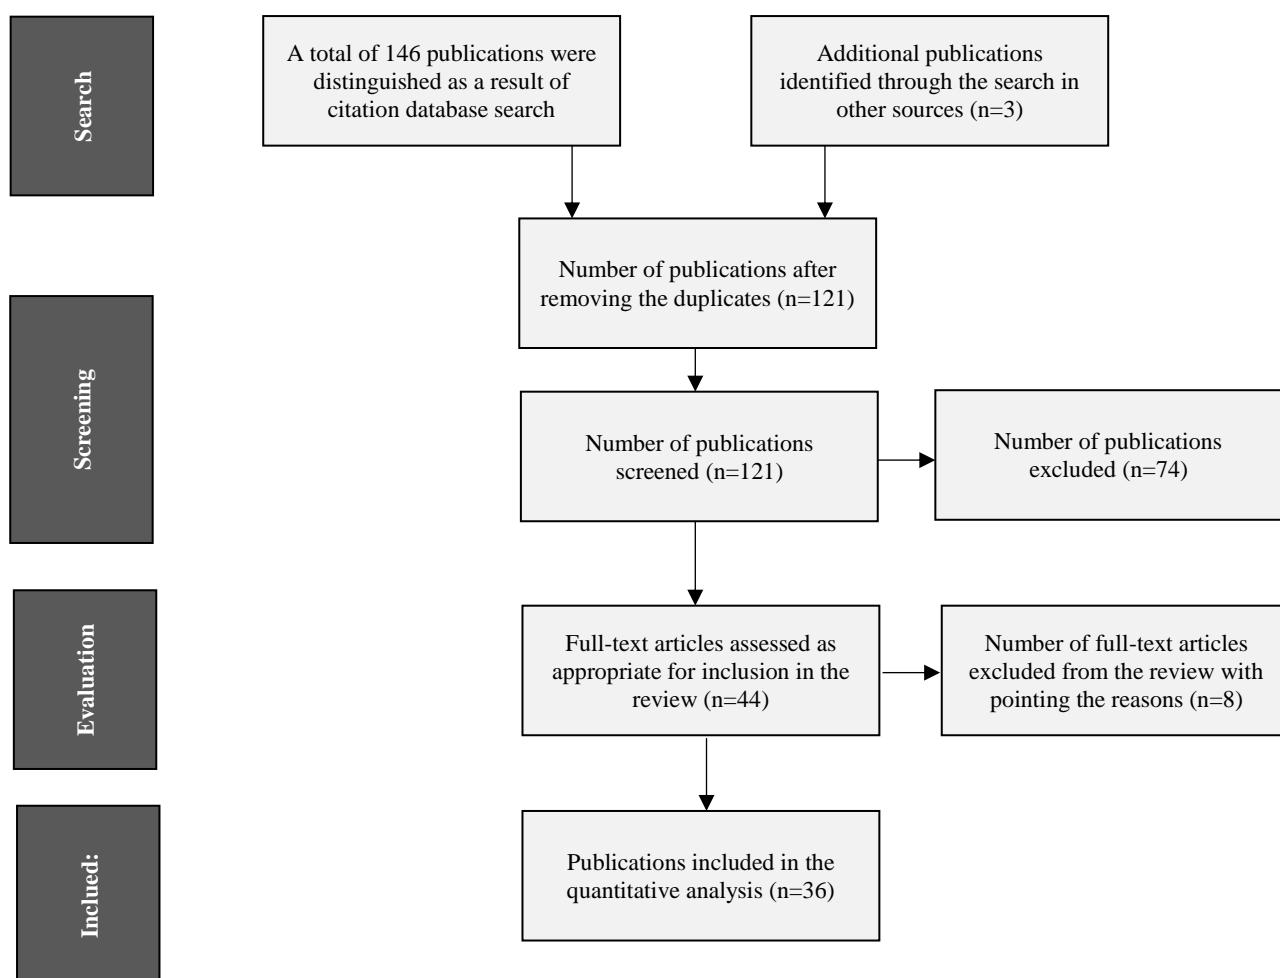 Search
A total of 146 publications were
distinguished as a result of
citation database search
Additional publications
identified through the search in
other sources (n=3)
Number of publications after
removing the duplicates (n=121)
Screening
Number of publications
screened (n=121)
Number of publications
excluded (n=74)
Evaluation
Full-text articles assessed as
appropriate for inclusion in the
review (n=44)
Number of full-text articles
excluded from the review with
pointing the reasons (n=8)
Inclued:
Publications included in the
quantitative analysis (n=36)